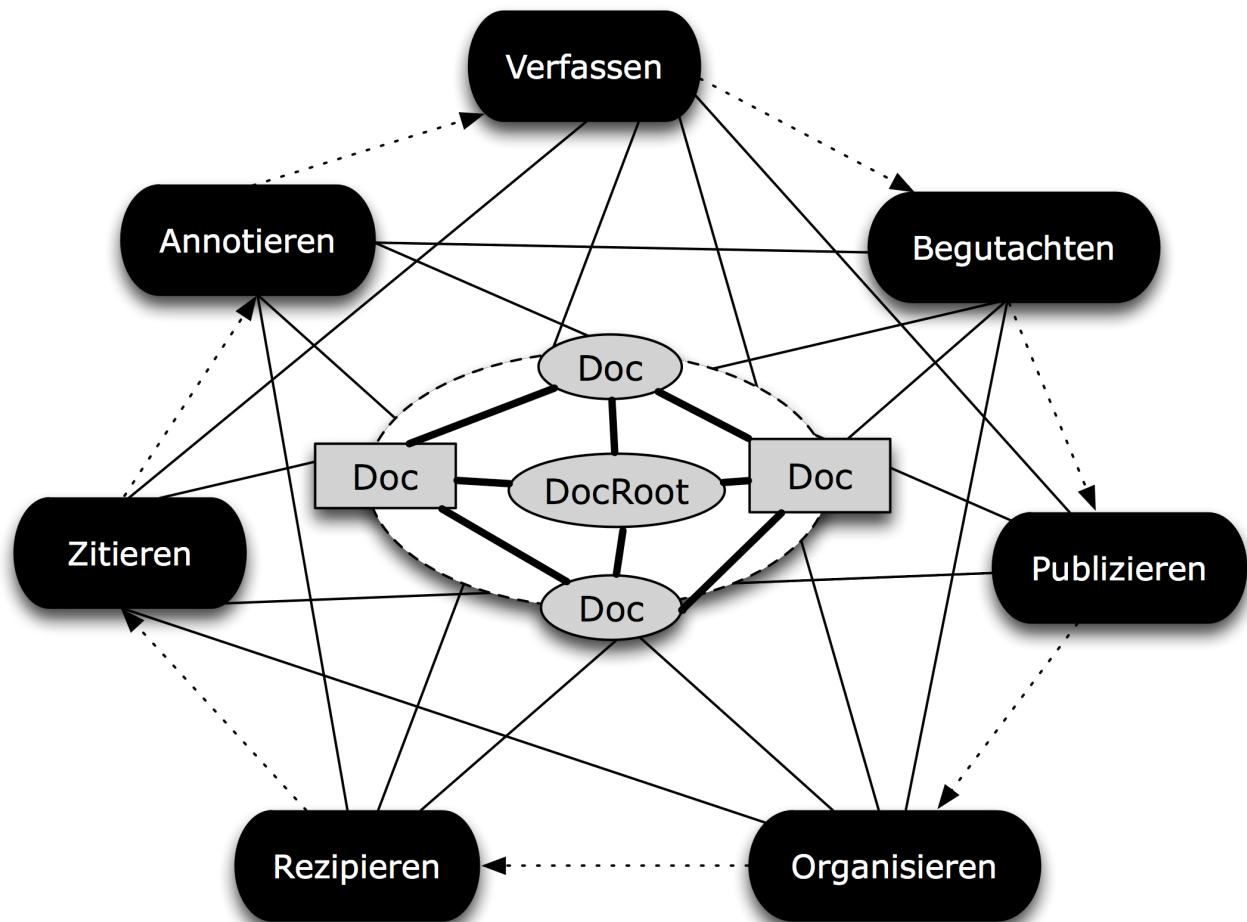 Verfassen
Annotieren
Begutachten
Doc
Doc
DocRoot
Doc
Zitieren
Publizieren
Doc
Rezipieren
Organisieren